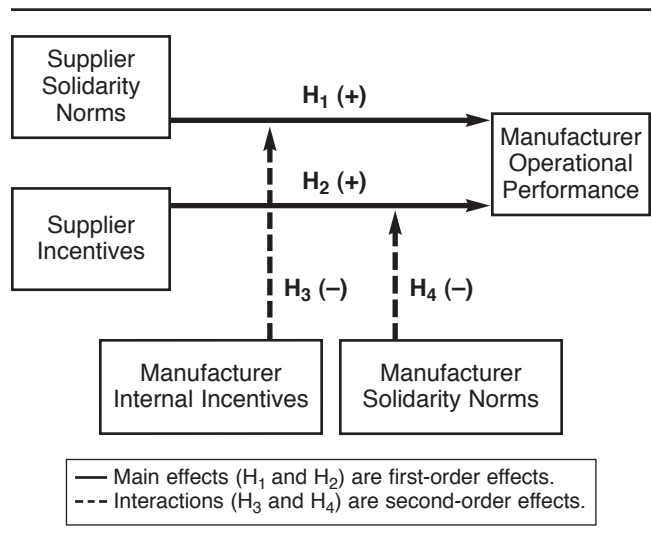 Supplier
Solidarity
Norms
H₁ (+)
Manufacturer
Operational
Performance
H₂ (+)
Supplier
Incentives
H₃ (–)
H₄ (–)
Manufacturer
Internal Incentives
Manufacturer
Solidarity Norms
Main effects (H₁ and H₂) are first-order effects.
Interactions (H₃ and H₄) are second-order effects.